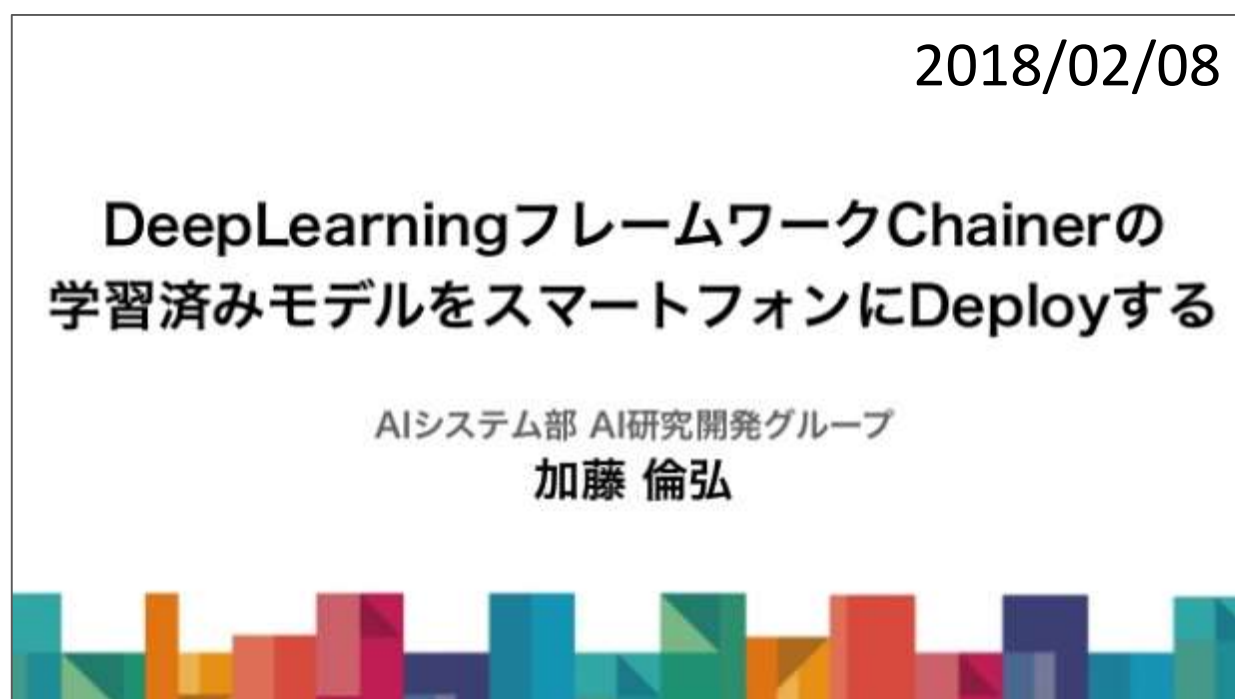 2018/02/08
DeepLearningフレームワークChainerの
学習済みモデルをスマートフォンにDeployする
AIシステム部 AI研究開発グループ
加藤 倫弘